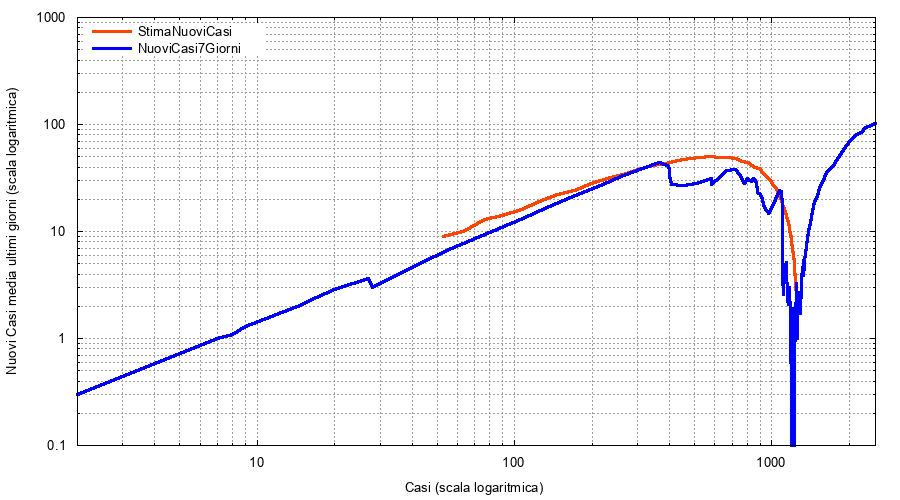 StimaNuoviCasi
NuoviCasi7Giorni
1000
100
10
1
0.1
10
100
1000
Nuovi Casi media ultimi giorni (scala logaritmica)
Casi (scala logaritmica)